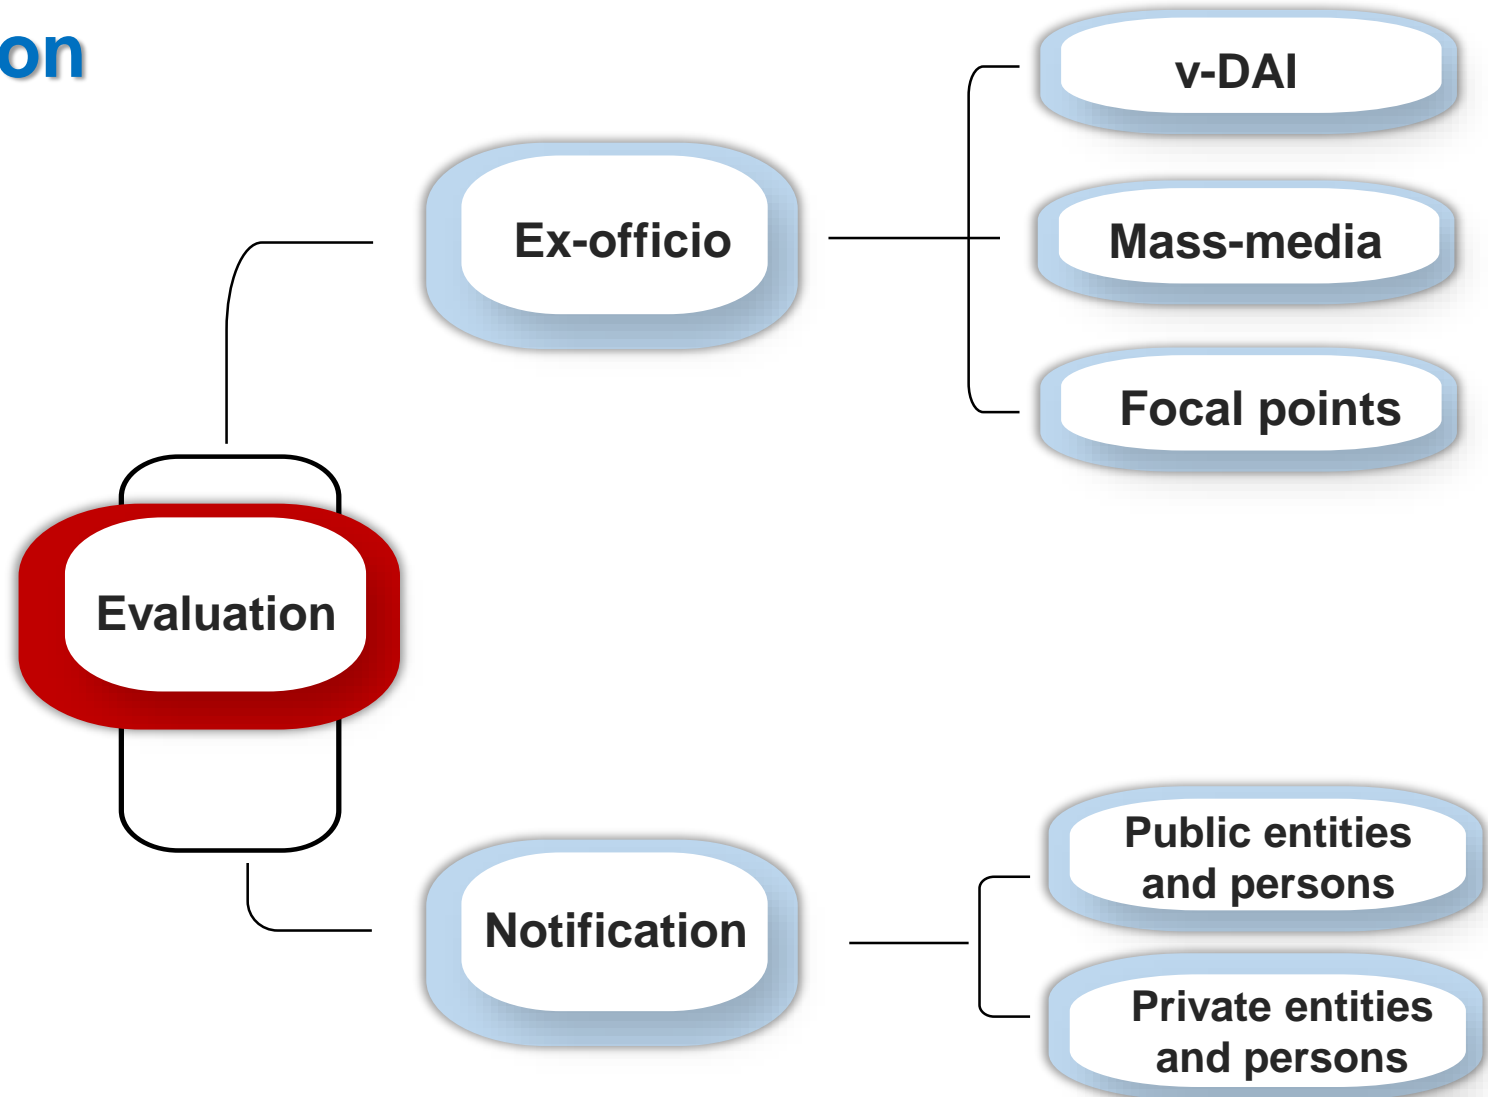 on
v-DAI
Ex-officio
Mass-media
Focal points
Evaluation
Notification
Public entities
and persons
Private entities
and persons